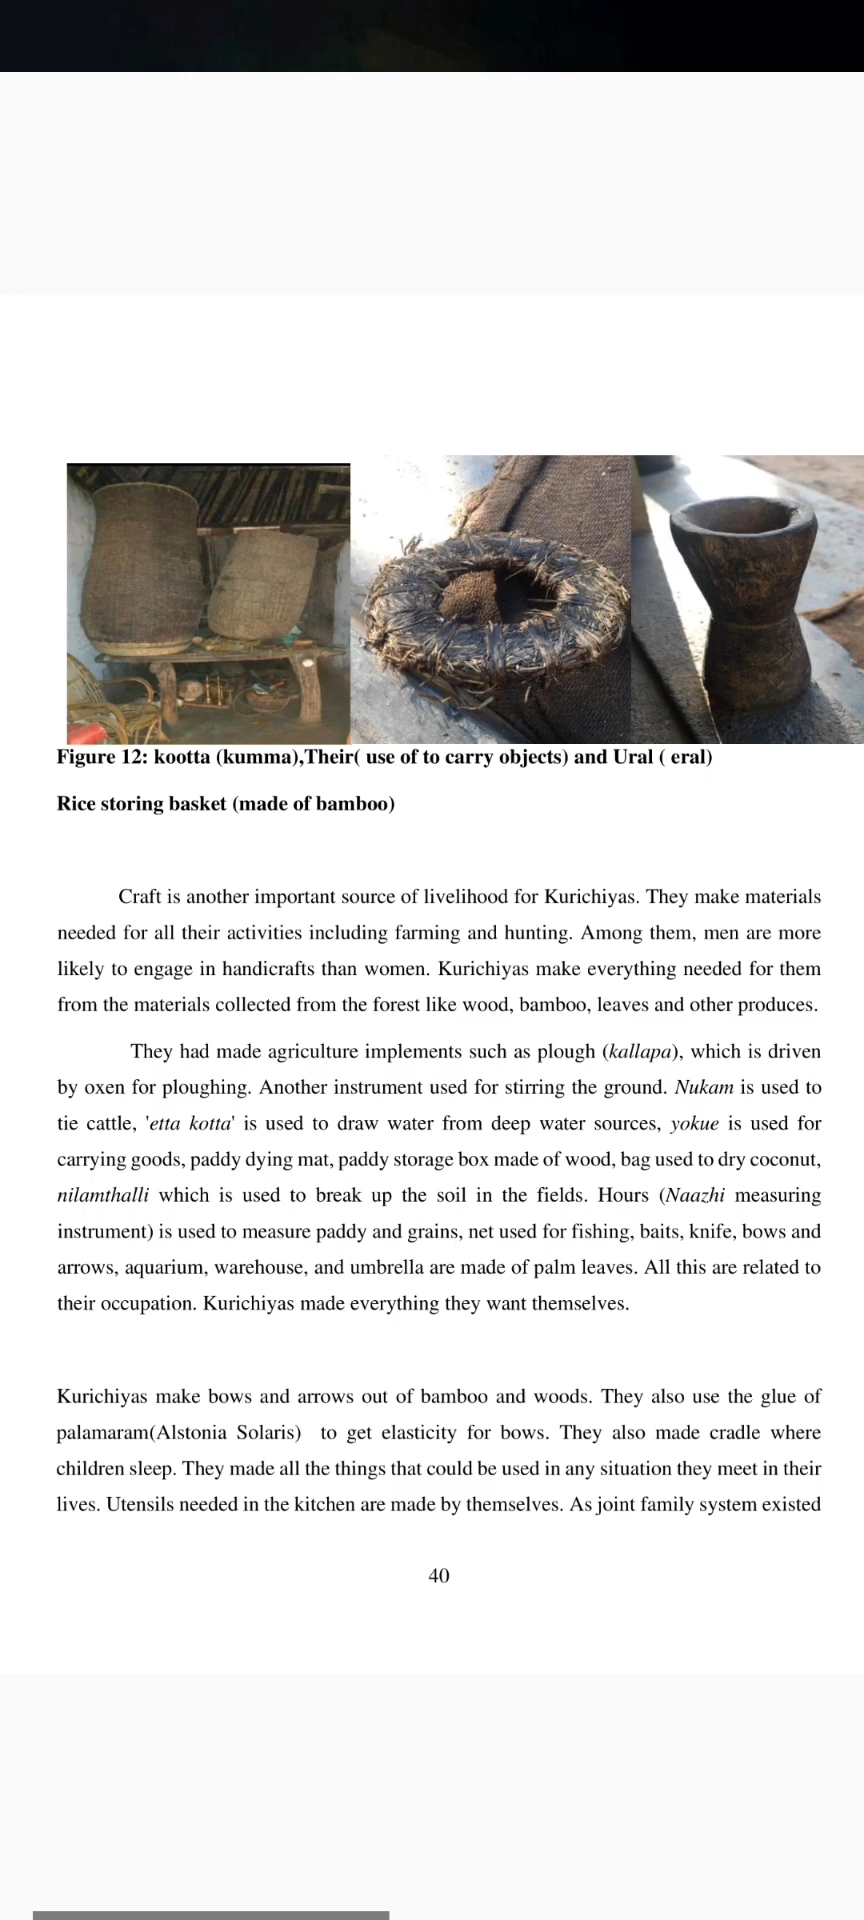 Figure 12: kootta (kumma),Their( use of to carry objects) and Ural ( eral)
Rice storing basket (made of bamboo)
Craft is another important source of livelihood for Kurichiyas. They make materials
needed for all their activities including farming and hunting. Among them, men are more
likely to engage in handicrafts than women. Kurichiyas make everything needed for them
from the materials collected from the forest like wood, bamboo, leaves and other produces.
They had made agriculture implements such as plough (kallapa), which is driven
by oxen for ploughing. Another instrument used for stirring the ground. Nukam is used to
tie cattle, 'etta kotta' is used to draw water from deep water sources, yokue is used for
carrying goods, paddy dying mat, paddy storage box made of wood, bag used to dry coconut,
nilamthalli which is used to break up the soil in the fields. Hours (Naazhi measuring
instrument) is used to measure paddy and grains, net used for fishing, baits, knife, bows and
arrows, aquarium, warehouse, and umbrella are made of palm leaves. All this are related to
their occupation. Kurichiyas made everything they want themselves.
Kurichiyas make bows and arrows out of bamboo and woods. They also use the glue of
palamaram(Alstonia Solaris) to get elasticity for bows. They also made cradle where
children sleep. They made all the things that could be used in any situation they meet in their
lives. Utensils needed in the kitchen are made by themselves. As joint family system existed
40